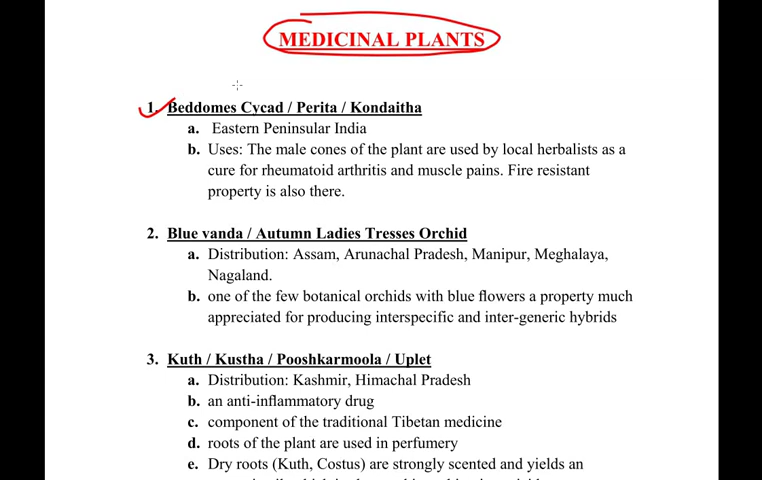 MEDICINAL PLANTS
1. Beddomes Cycad / Perita / Kondaitha
a. Eastern Peninsular India
b. Uses: The male cones of the plant are used by local herbalists as a
cure for rheumatoid arthritis and muscle pains. Fire resistant
property is also there.
2. Blue vanda / Autumn Ladies Tresses Orchid
a. Distribution: Assam, Arunachal Pradesh, Manipur, Meghalaya,
Nagaland.
b. one of the few botanical orchids with blue flowers a property much
appreciated for producing interspecific and inter-generic hybrids
3. Kuth / Kustha / Pooshkarmoola / Uplet
a. Distribution: Kashmir, Himachal Pradesh
b. an anti-inflammatory drug
c. component of the traditional Tibetan medicine
d. roots of the plant are used in perfumery
e. Dry roots (Kuth, Costus) are strongly scented and yields an